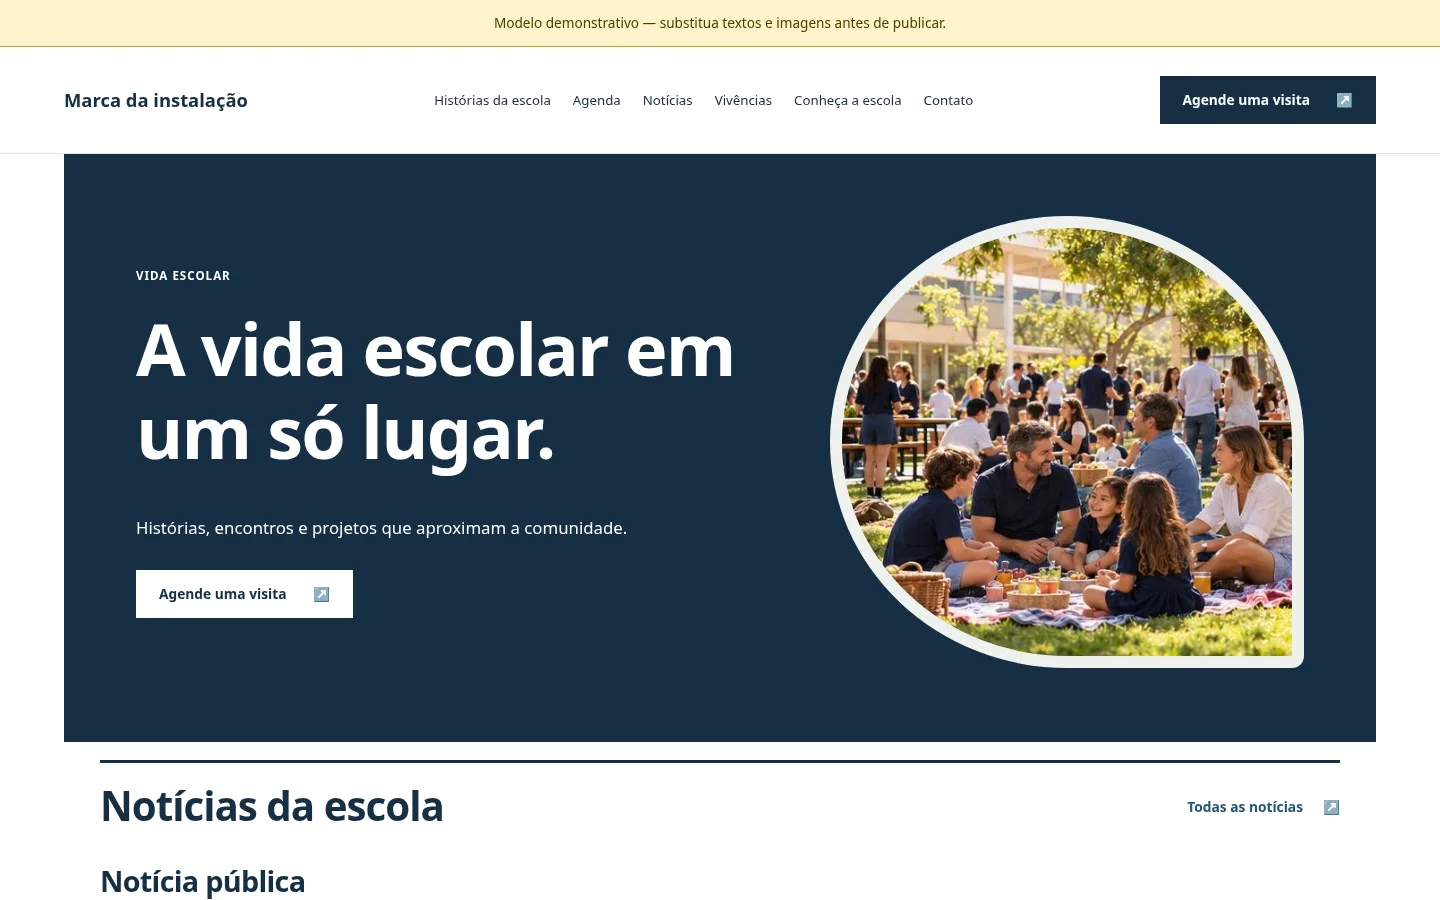 Modelo demonstrativo — substitua textos e imagens antes de publicar.
Marca da instalação
Histórias da escola
Agenda
Notícias
Vivências
Conheça a escola
Contato
Agende uma visita ↗
VIDA ESCOLAR
A vida escolar em
um só lugar.
Histórias, encontros e projetos que aproximam a comunidade.
Agende uma visita ↗
Notícias da escola
Todas as notícias ↗
Notícia pública